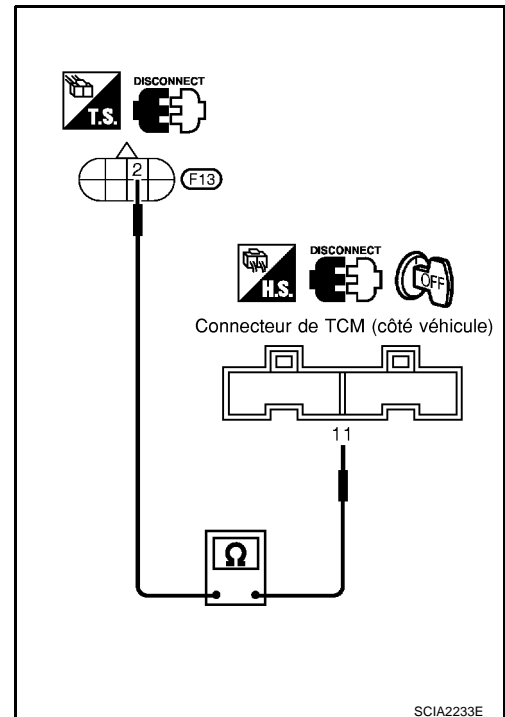 DISCONNECT
T.S.
2
F13
DISCONNECT
H.S.
OFF
Connecteur de TCM (côté véhicule)
11
Ω
SCIA2233E